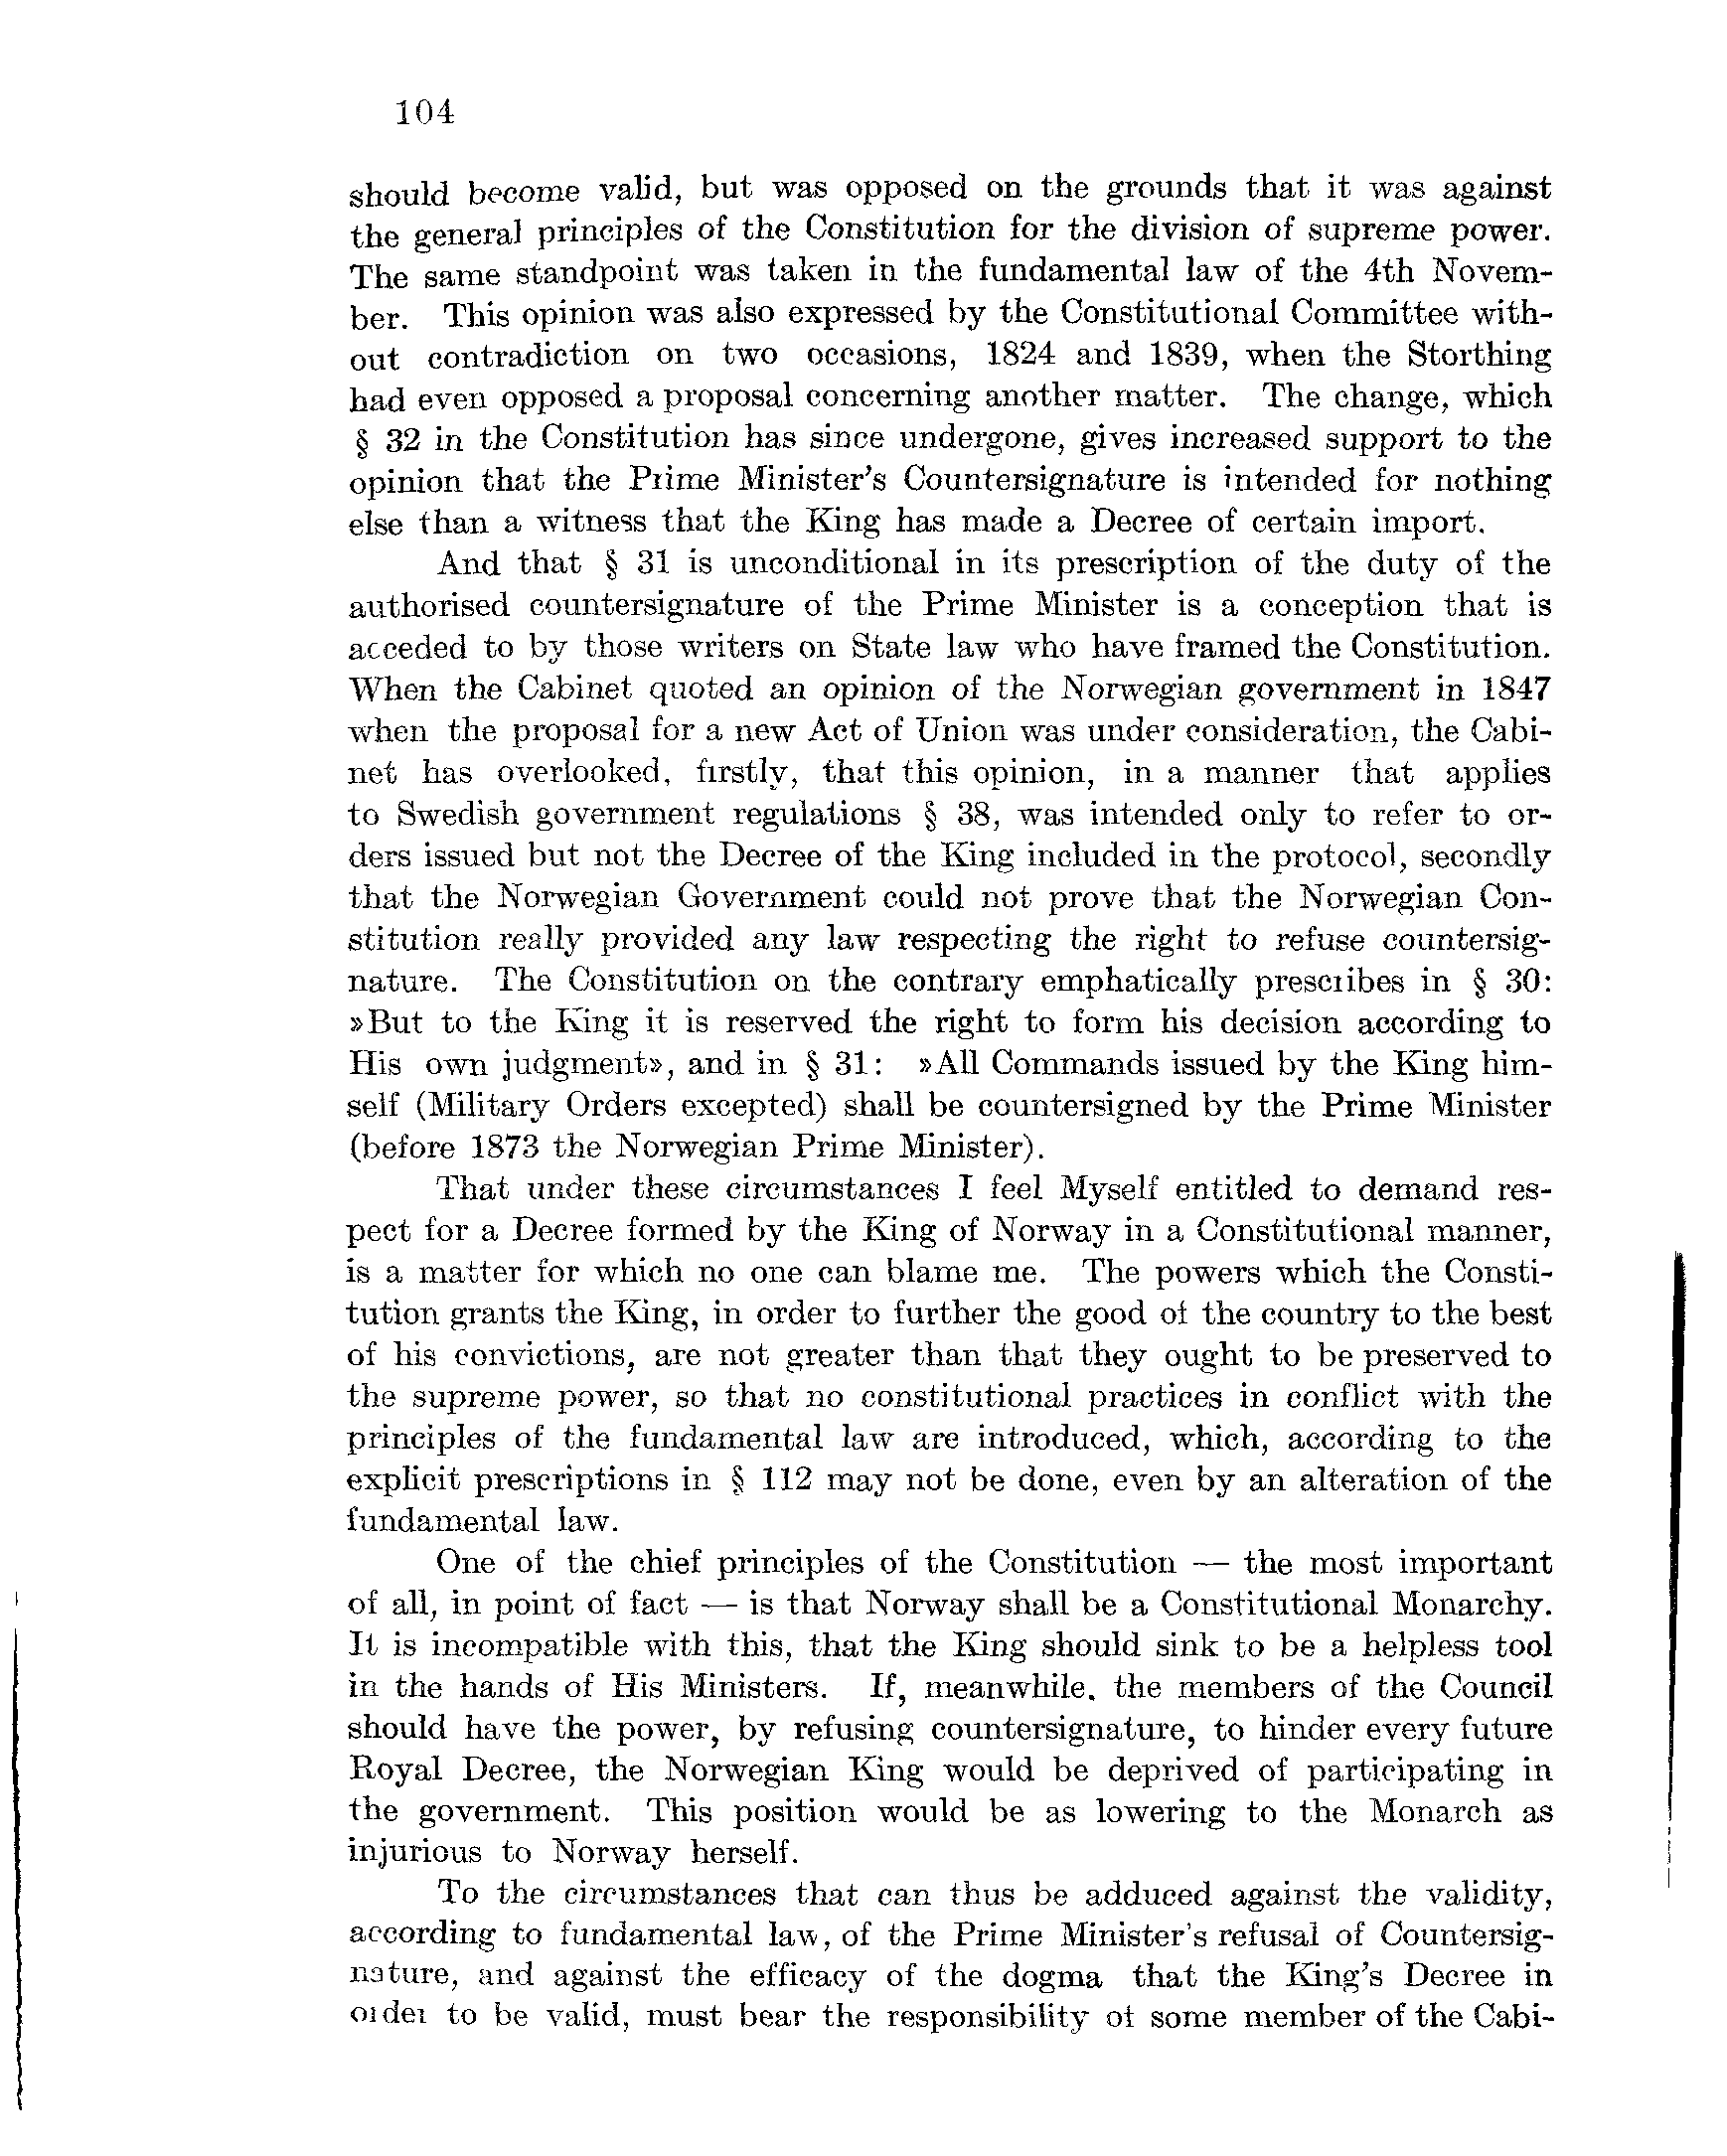 104
should become valid, but was opposed on the grounds that it was against
the general principles of the Constitution for the division of supreme power.
The same standpoint was taken in the fundamental law of the 4th Novem-
ber. This opinion was also expressed by the Constitutional Committee with-
out contradiction on two occasions, 1824 and 1839, when the Storthing
had even opposed a proposal concerning another matter. The change, which
§ 32 in the Constitution has since undergone, gives increased support to the
opinion that the Prime Minister's Countersignature is intended for nothing
else than a witness that the King has made a Decree of certain import.
And that § 31 is unconditional in its prescription of the duty of the
authorised countersignature of the Prime Minister is a conception that is
acceded to by those writers on State law who have framed the Constitution.
When the Cabinet quoted an opinion of the Norwegian government in 1847
when the proposal for a new Act of Union was under consideration, the Cabi-
net has overlooked, firstly, that this opinion, in a manner that applies
to Swedish government regulations § 38, was intended only to refer to or-
ders issued but not the Decree of the King included in the protocol, secondly
that the Norwegian Government could not prove that the Norwegian Con-
stitution really provided any law respecting the right to refuse countersig-
nature. The Constitution on the contrary emphatically prescribes in § 30:
»But to the King it is reserved the right to form his decision according to
His own judgment», and in § 31: »All Commands issued by the King him-
self (Military Orders excepted) shall be countersigned by the Prime Minister
(before 1873 the Norwegian Prime Minister).
That under these circumstances I feel Myself entitled to demand res-
pect for a Decree formed by the King of Norway in a Constitutional manner,
is a matter for which no one can blame me. The powers which the Consti-
tution grants the King, in order to further the good of the country to the best
of his convictions, are not greater than that they ought to be preserved to
the supreme power, so that no constitutional practices in conflict with the
principles of the fundamental law are introduced, which, according to the
explicit prescriptions in § 112 may not be done, even by an alteration of the
fundamental law.
One of the chief principles of the Constitution — the most important
of all, in point of fact — is that Norway shall be a Constitutional Monarchy.
It is incompatible with this, that the King should sink to be a helpless tool
in the hands of His Ministers. If, meanwhile. the members of the Council
should have the power, by refusing countersignature, to hinder every future
Royal Decree, the Norwegian King would be deprived of participating in
the government. This position would be as lowering to the Monarch as
injurious to Norway herself.
To the circumstances that can thus be adduced against the validity,
according to fundamental law, of the Prime Minister's refusal of Countersig-
nature, and against the efficacy of the dogma that the King's Decree in
order to be valid, must bear the responsibility of some member of the Cabi-